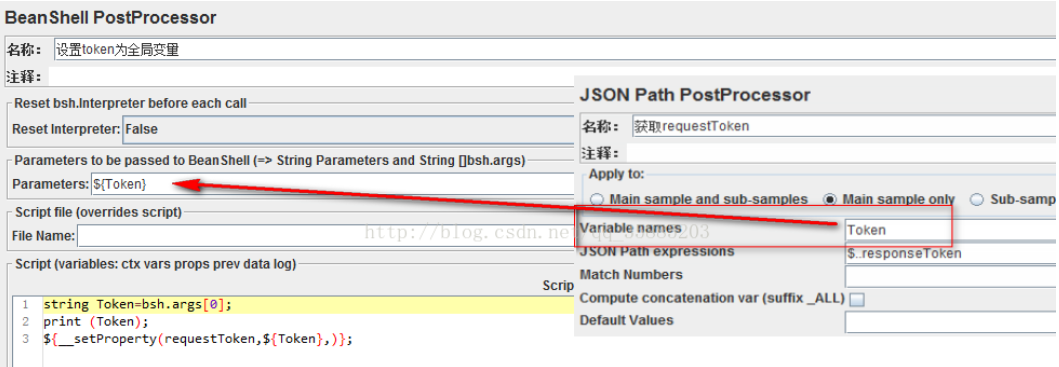 BeanShell PostProcessor
名称： 设置token为全局变量
注释：
Reset bsh.Interpreter before each call
Reset Interpreter: False
Parameters to be passed to BeanShell (=> String Parameters and String []bsh.args)
Parameters: ${Token}
Script file (overrides script)
File Name:
Script (variables: ctx vars props prev data log)
Scrip
1 string Token=bsh.args[0];
2 print (Token);
3 ${__setProperty(requestToken,${Token},)};
JSON Path PostProcessor
名称： 获取requestToken
注释：
Apply to:
Main sample and sub-samples Main sample only Sub-samp
Variable names Token
JSON Path expressions $..responseToken
Match Numbers
Compute concatenation var (suffix _ALL)
Default Values
http://blog.csdn.net